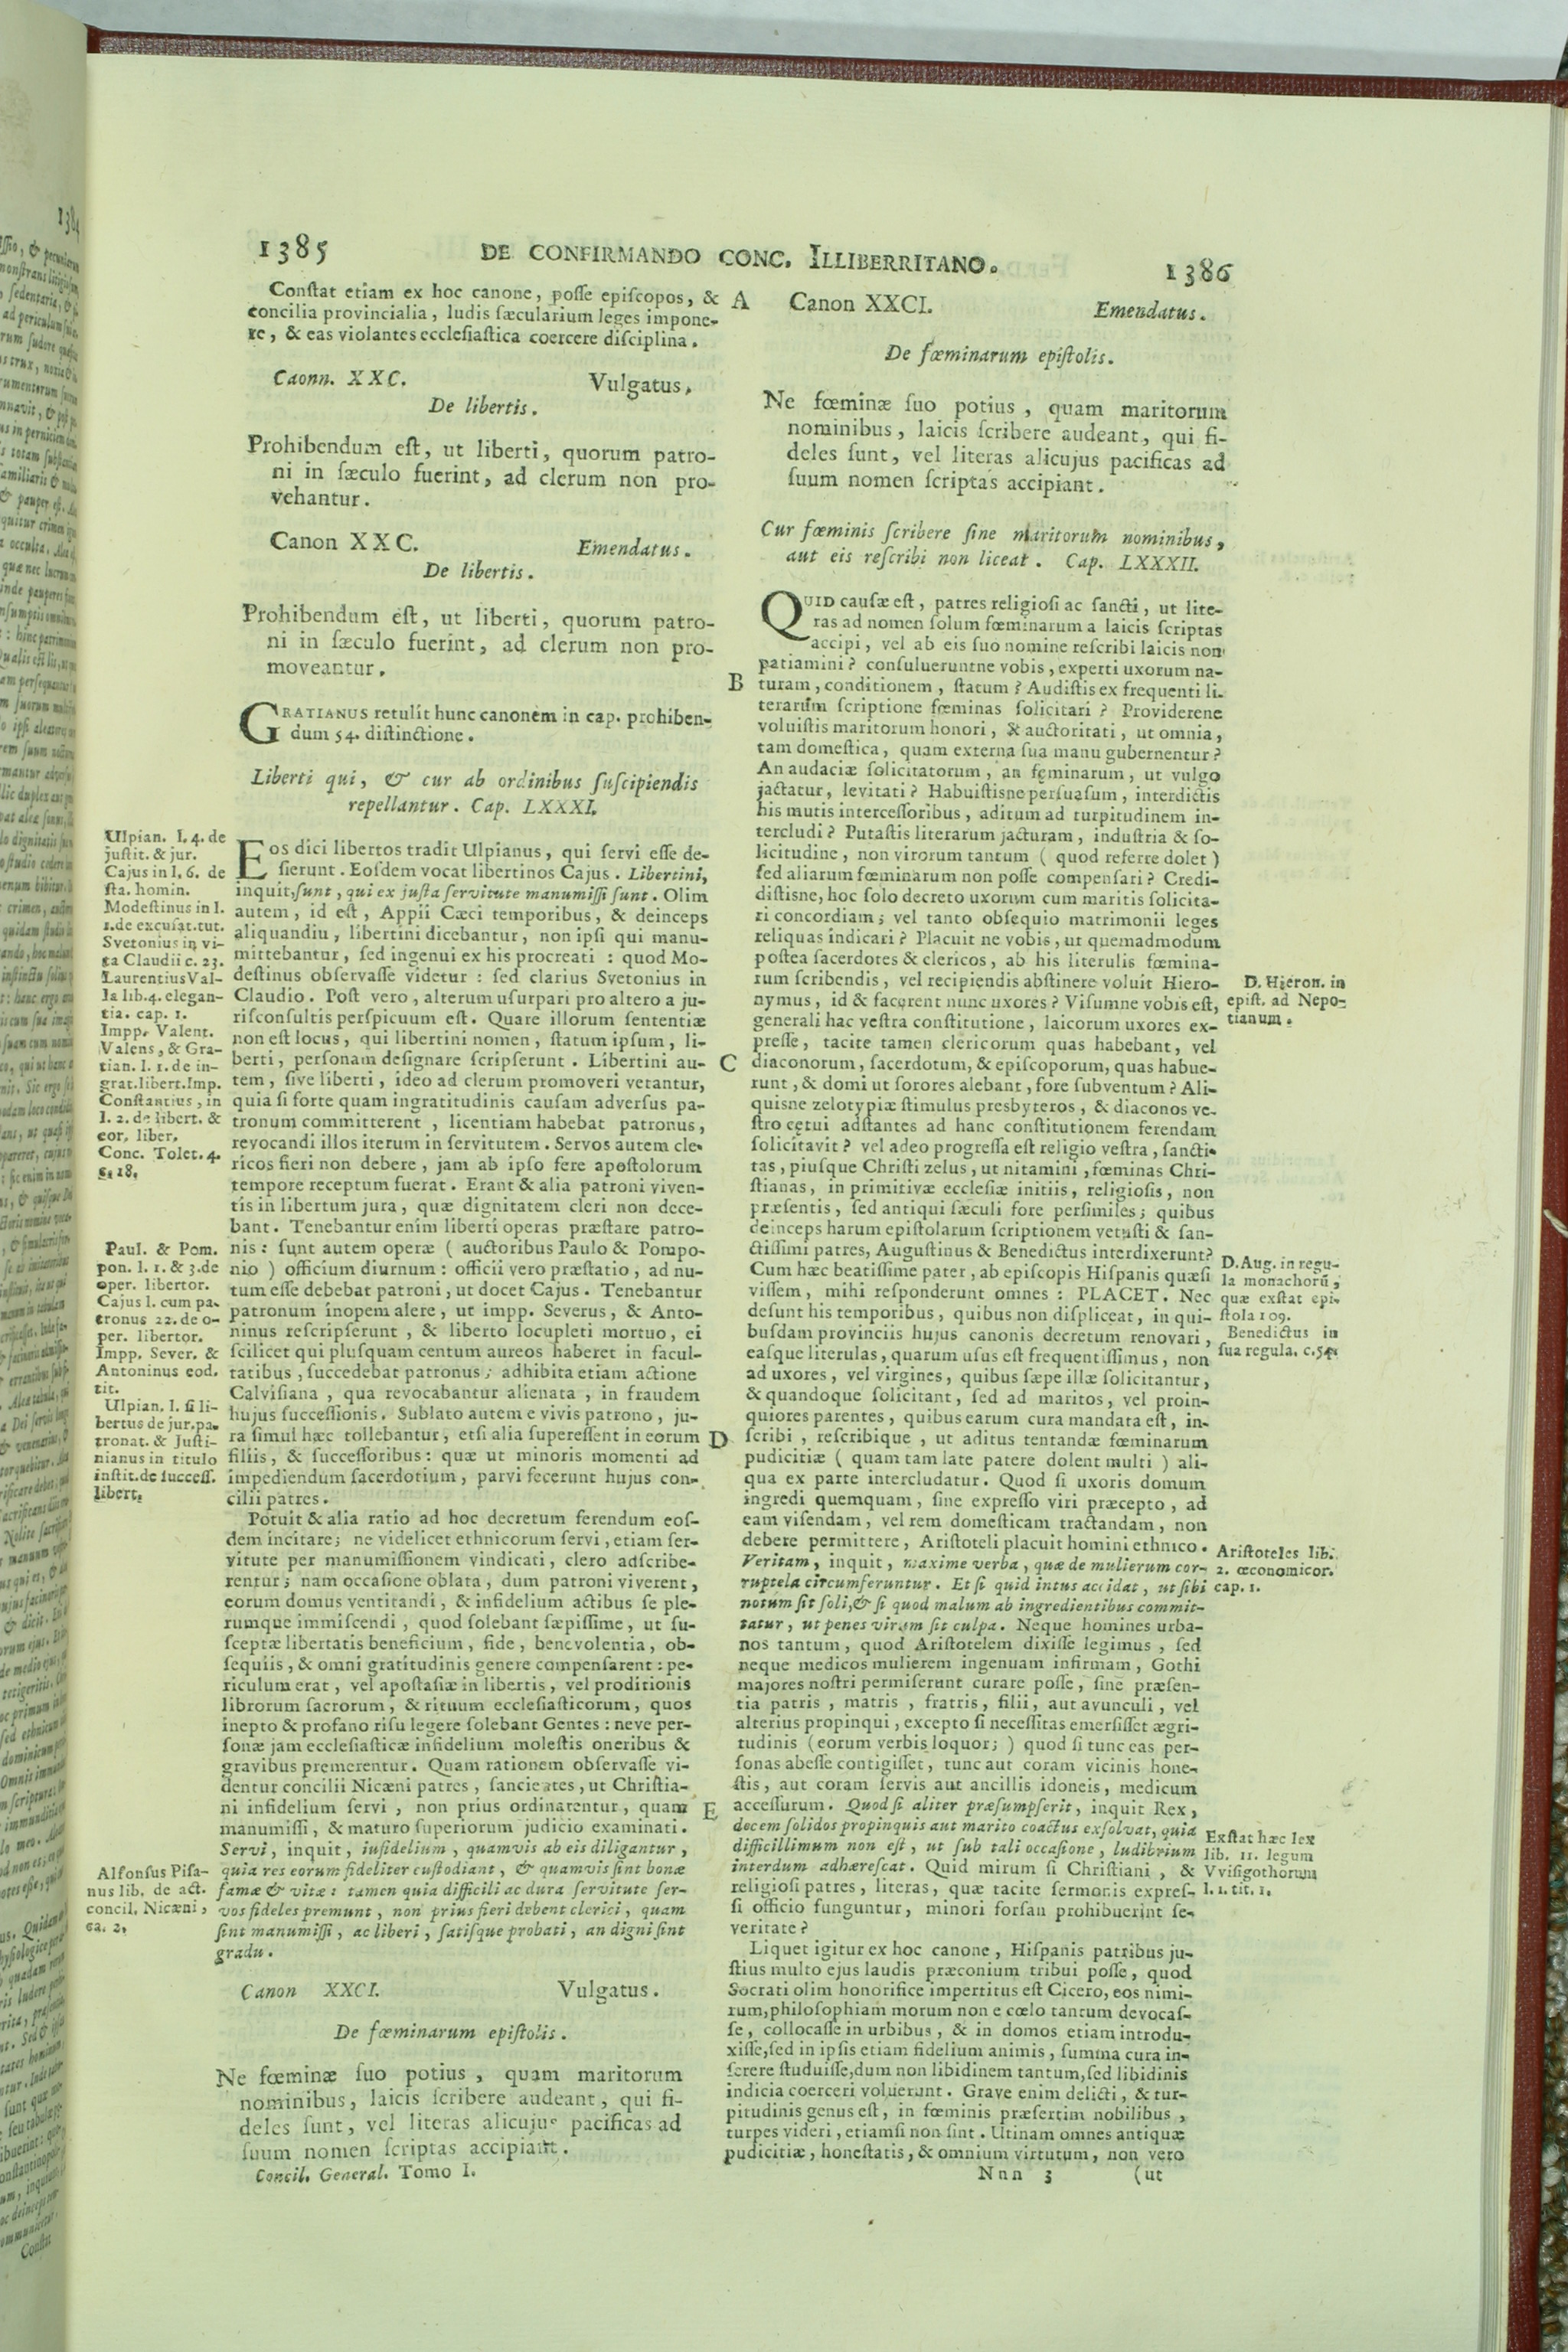 1385
DE CONFIRMANDO CONC. ILLIBERRITANO.
1386
Conſtat etiam ex hoc canone, poſſe epiſcopos, &
concilia provincialia, ludis ſæcularium leges impone-
re, & eas violantes eccleſiaſtica coercere diſciplina.
Caonn. XXC. Vulgatus.
De libertis.
Prohibendum eſt, ut liberti, quorum patro-
ni in ſæculo fuerint, ad clerum non pro-
vehantur.
Canon XXC. Emendatus.
De libertis.
Prohibendum eſt, ut liberti, quorum patro-
ni in ſæculo fuerint, ad clerum non pro-
moveantur.
GRATIANUS retulit hunc canonem in cap. prohiben-
dum 54. diſtinctione.
Liberti qui, & cur ab ordinibus ſuſcipiendis
repellantur. Cap. LXXXI.
Eos dici libertos tradit Ulpianus, qui ſervi eſſe de-
ſierunt. Eoſdem vocat libertinos Cajus. Libertini,
inquit, ſunt, qui ex juſta ſervitute manumiſſi ſunt. Olim
autem, id eſt, Appii Cæci temporibus, & deinceps
aliquandiu, libertini dicebantur, non ipſi qui manu-
mittebantur, ſed ingenui ex his procreati: quod Mo-
deſtinus obſervaſſe videtur: ſed clarius Svetonius in
Claudio. Poſt vero, alterum uſurpari pro altero a ju-
riſconſultis perſpicuum eſt. Quare illorum ſententiæ
non eſt locus, qui libertini nomen, ſtatum ipſum, li-
berti, perſonam deſignare ſcripſerunt. Libertini au-
tem, ſive liberti, ideo ad clerum promoveri vetantur,
quia ſi forte quam ingratitudinis cauſam adverſus pa-
tronum committerent, licentiam habebat patronus,
revocandi illos iterum in ſervitutem. Servos autem cle-
ricos fieri non debere, jam ab ipſo fere apoſtolorum
tempore receptum fuerat. Erant & alia patroni viven-
tis in libertum jura, quæ dignitatem cleri non dece-
bant. Tenebantur enim liberti operas præſtare patro-
nis: ſunt autem operæ (auctoribus Paulo & Pompo-
nio) officium diurnum: officii vero præſtatio, ad nu-
tum eſſe debebat patroni, ut docet Cajus. Tenebantur
patronum inopem alere, ut impp. Severus, & Anto-
ninus reſcripſerunt, & liberto locupleti mortuo, ei
ſcilicet qui pluſquam centum aureos haberet in facul-
tatibus, ſuccedebat patronus; adhibita etiam actione
Calviſiana, qua revocabantur alienata, in fraudem
hujus ſucceſſionis. Sublato autem e vivis patrono, ju-
ra ſimul hæc tollebantur, etſi alia ſupereſſent in eorum
filiis, & ſucceſſoribus: quæ ut minoris momenti ad
impediendum ſacerdotium, parvi fecerunt hujus con-
cilii patres.
Potuit & alia ratio ad hoc decretum ferendum eoſ-
dem incitare; ne videlicet ethnicorum ſervi, etiam ſer-
vitute per manumiſſionem vindicati, clero adſcribe-
rentur; nam occaſione oblata, dum patroni viverent,
eorum domus ventitandi, & infidelium actibus ſe ple-
rumque immiſcendi, quod ſolebant ſæpiſſime, ut ſu-
ſceptæ libertatis beneficium, fide, benevolentia, ob-
ſequiis, & omni gratitudinis genere compenſarent: pe-
riculum erat, vel apoſtaſiæ in libertis, vel proditionis
librorum ſacrorum, & rituum eccleſiaſticorum, quos
inepto & profano riſu legere ſolebant Gentes: neve per-
ſonæ jam eccleſiaſticæ infidelium moleſtis oneribus &
gravibus premerentur. Quam rationem obſervaſſe vi-
dentur concilii Nicæni patres, ſancientes, ut Chriſtia-
ni infidelium ſervi, non prius ordinarentur, quam
manumiſſi, & maturo ſuperiorum judicio examinati.
Servi, inquit, infidelium, quamvis ab eis diligantur,
quia res eorum fideliter cuſtodiant, & quamvis ſint bonæ
famæ & vitæ: tamen quia difficili ac dura ſervitute ſer-
vos fideles premunt, non prius fieri debent clerici, quam
ſint manumiſſi, ac liberi, ſatiſque probati, an digni ſint
gradu.
Canon XXCI. Vulgatus.
De fœminarum epiſtolis.
Ne fœminæ ſuo potius, quam maritorum
nominibus, laicis ſcribere audeant, qui fi-
deles ſunt, vel literas alicujus pacificas ad
ſuum nomen ſcriptas accipiant.
Concil. General. Tomo I.
Ulpian. l. 4. de
juſtit. & jur.
Cajus in l. 6. de
ſta. homin.
Modeſtinus in l.
1. de excuſat. tut.
Svetonius in vi-
ta Claudii c. 23.
Laurentius Val-
la lib. 4. elegan-
tia. cap. 1.
Impp. Valent.
Valens, & Gra-
tian. l. 1. de in-
grat. libert. Imp.
Conſtantius, in
l. 2. de libert. &
eor. liber.
Conc. Tolet. 4.
c. 18.
Paul. & Pom.
pon. l. 1. & 3. de
oper. libertor.
Cajus l. cum pa-
tronus 22. de o-
per. libertor.
Impp. Sever. &
Antoninus eod.
tit.
Ulpian. l. ſi li-
bertus de jur. pa-
tronat. & Juſti-
nianus in titulo
inſtit. de ſucceſſ.
libert.
Alfonſus Piſa-
nus lib. de act.
concil. Nicæni,
ca. 2.
A
B
C
D
E
Canon XXCI. Emendatus.
De fœminarum epiſtolis.
Ne fœminæ ſuo potius, quam maritorum
nominibus, laicis ſcribere audeant, qui fi-
deles ſunt, vel literas alicujus pacificas ad
ſuum nomen ſcriptas accipiant.
Cur fœminis ſcribere ſine maritorum nominibus,
aut eis reſcribi non liceat. Cap. LXXXII.
QUID cauſæ eſt, patres religioſi ac ſancti, ut lite-
ras ad nomen ſolum fœminarum a laicis ſcriptas
accipi, vel ab eis ſuo nomine reſcribi laicis non
patiamini? conſulueruntne vobis, experti uxorum na-
turam, conditionem, ſtatum? Audiſtis ex frequenti li-
terarum ſcriptione fœminas ſolicitari? Providerene
voluiſtis maritorum honori, & auctoritati, ut omnia,
tam domeſtica, quam externa ſua manu gubernentur?
An audaciæ ſolicitatorum, an fęminarum, ut vulgo
jactatur, levitati? Habuiſtisne perſuaſum, interdictis
his mutis interceſſoribus, aditum ad turpitudinem in-
tercludi? Putaſtis literarum jacturam, induſtria & ſo-
licitudine, non virorum tantum (quod referre dolet)
ſed aliarum fœminarum non poſſe compenſari? Credi-
diſtisne, hoc ſolo decreto uxorum cum maritis ſolicita-
ri concordiam; vel tanto obſequio matrimonii leges
reliquas indicari? Placuit ne vobis, ut quemadmodum
poſtea ſacerdotes & clericos, ab his literulis fœmina-
rum ſcribendis, vel recipiendis abſtinere voluit Hiero-
nymus, id & facerent nunc uxores? Viſumne vobis eſt,
generali hac veſtra conſtitutione, laicorum uxores ex-
preſſe, tacite tamen clericorum quas habebant, vel
diaconorum, ſacerdotum, & epiſcoporum, quas habue-
runt, & domi ut ſorores alebant, fore ſubventum? Ali-
quisne zelotypiæ ſtimulus presbyteros, & diaconos ve-
ſtro cętui adſtantes ad hanc conſtitutionem ferendam
ſolicitavit? vel adeo progreſſa eſt religio veſtra, ſancti-
tas, piuſque Chriſti zelus, ut nitamini, fœminas Chri-
ſtianas, in primitivæ eccleſiæ initiis, religioſis, non
præſentis, ſed antiqui ſæculi fore perſimiles; quibus
deinceps harum epiſtolarum ſcriptionem vetuſti & ſan-
ctiſſimi patres, Auguſtinus & Benedictus interdixerunt?
Cum hæc beatiſſime pater, ab epiſcopis Hiſpanis quæſi
viſſem, mihi reſponderunt omnes: PLACET. Nec
deſunt his temporibus, quibus non diſpliceat, in qui-
buſdam provinciis hujus canonis decretum renovari,
eaſque literulas, quarum uſus eſt frequentiſſimus, non
ad uxores, vel virgines, quibus ſæpe illæ ſolicitantur,
& quandoque ſolicitant, ſed ad maritos, vel proin-
quiores parentes, quibus earum cura mandata eſt, in-
ſcribi, reſcribique, ut aditus tentandæ fœminarum
pudicitiæ (quam tam late patere dolent multi) ali-
qua ex parte intercludatur. Quod ſi uxoris domum
ingredi quemquam, ſine expreſſo viri præcepto, ad
eam viſendam, vel rem domeſticam tractandam, non
debere permittere, Ariſtoteli placuit homini ethnico.
Veritam, inquit, maxime verba, quæ de mulierum cor-
ruptela circumferuntur. Et ſi quid intus accidat, ut ſibi
notum ſit ſoli, & ſi quod malum ab ingredientibus commit-
tatur, ut penes virum ſit culpa. Neque homines urba-
nos tantum, quod Ariſtotelem dixiſſe legimus, ſed
neque medicos mulierem ingenuam infirmam, Gothi
majores noſtri permiſerunt curare poſſe, ſine præſen-
tia patris, matris, fratris, filii, aut avunculi, vel
alterius propinqui, excepto ſi neceſſitas emerſiſſet ægri-
tudinis (eorum verbis loquor;) quod ſi tunc eas per-
ſonas abeſſe contigiſſet, tunc aut coram vicinis hone-
ſtis, aut coram ſervis aut ancillis idoneis, medicum
acceſſurum. Quod ſi aliter præſumpſerit, inquit Rex,
decem ſolidos propinquis aut marito coactus exſolvat, quia
difficillimum non eſt, ut ſub tali occaſione, ludibrium
interdum adhæreſcat. Quid mirum ſi Chriſtiani, &
religioſi patres, literas, quæ tacite ſermonis expreſ-
ſi officio funguntur, minori forſan prohibuerint ſe-
veritate?
Liquet igitur ex hoc canone, Hiſpanis patribus ju-
ſtius multo ejus laudis præconium tribui poſſe, quod
Socrati olim honorifice impertitus eſt Cicero, eos nimi-
rum, philoſophiam morum non e cœlo tantum devocaſ-
ſe, collocaſſe in urbibus, & in domos etiam introdu-
xiſſe, ſed in ipſis etiam fidelium animis, ſumma cura in-
ſerere ſtuduiſſe, dum non libidinem tantum, ſed libidinis
indicia coerceri voluerunt. Grave enim delicti, & tur-
pitudinis genus eſt, in fœminis præſertim nobilibus,
turpes videri, etiamſi non ſint. Utinam omnes antiquæ
pudicitiæ, honeſtatis, & omnium virtutum, non vero
Nnn 3 (ut
D. Hieron. in
epiſt. ad Nepo-
tianum.
D. Aug. in regu-
la monachorū,
quæ exſtat epi-
ſtola 109.
Benedictus in
ſua regula. c. 54.
Ariſtoteles lib.
2. œconomicor.
cap. 1.
Exſtat hæc lex
lib. 11. legum
Vviſigothorum
l. 1. tit. 1.